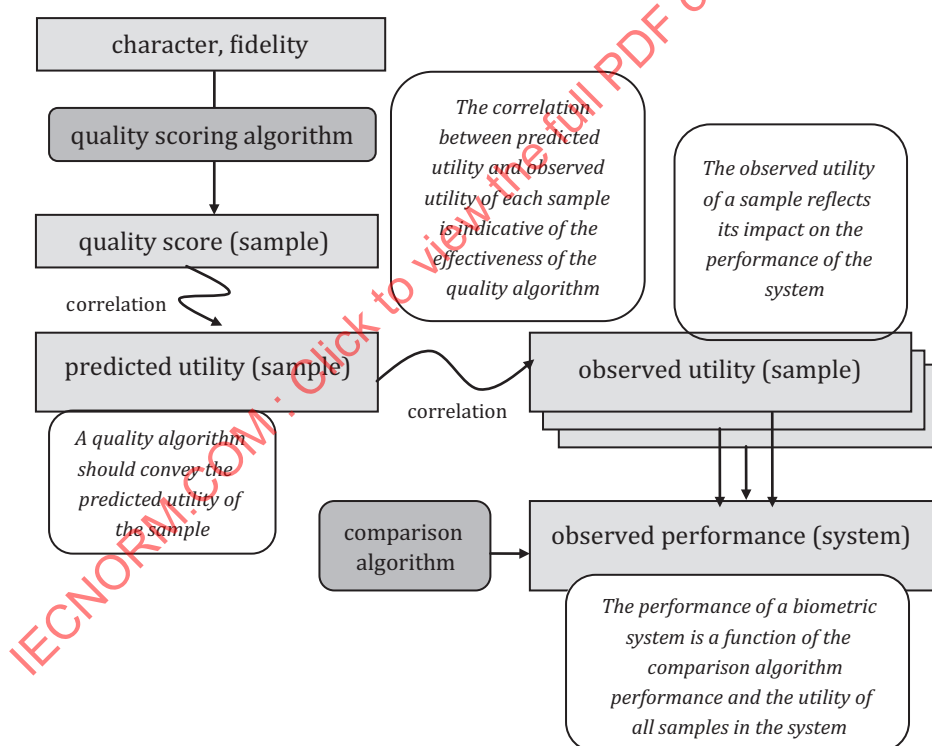 character, fidelity
quality scoring algorithm
quality score (sample)
correlation
predicted utility (sample)
A quality algorithm
should convey the
predicted utility of
the sample
The correlation
between predicted
utility and observed
utility of each sample
is indicative of the
effectiveness of the
quality algorithm
correlation
The observed utility
of a sample reflects
its impact on the
performance of the
system
observed utility (sample)
comparison
algorithm
observed performance (system)
The performance of a biometric
system is a function of the
comparison algorithm
performance and the utility of
all samples in the system
IECNORM.COM : Click to view the full PDF